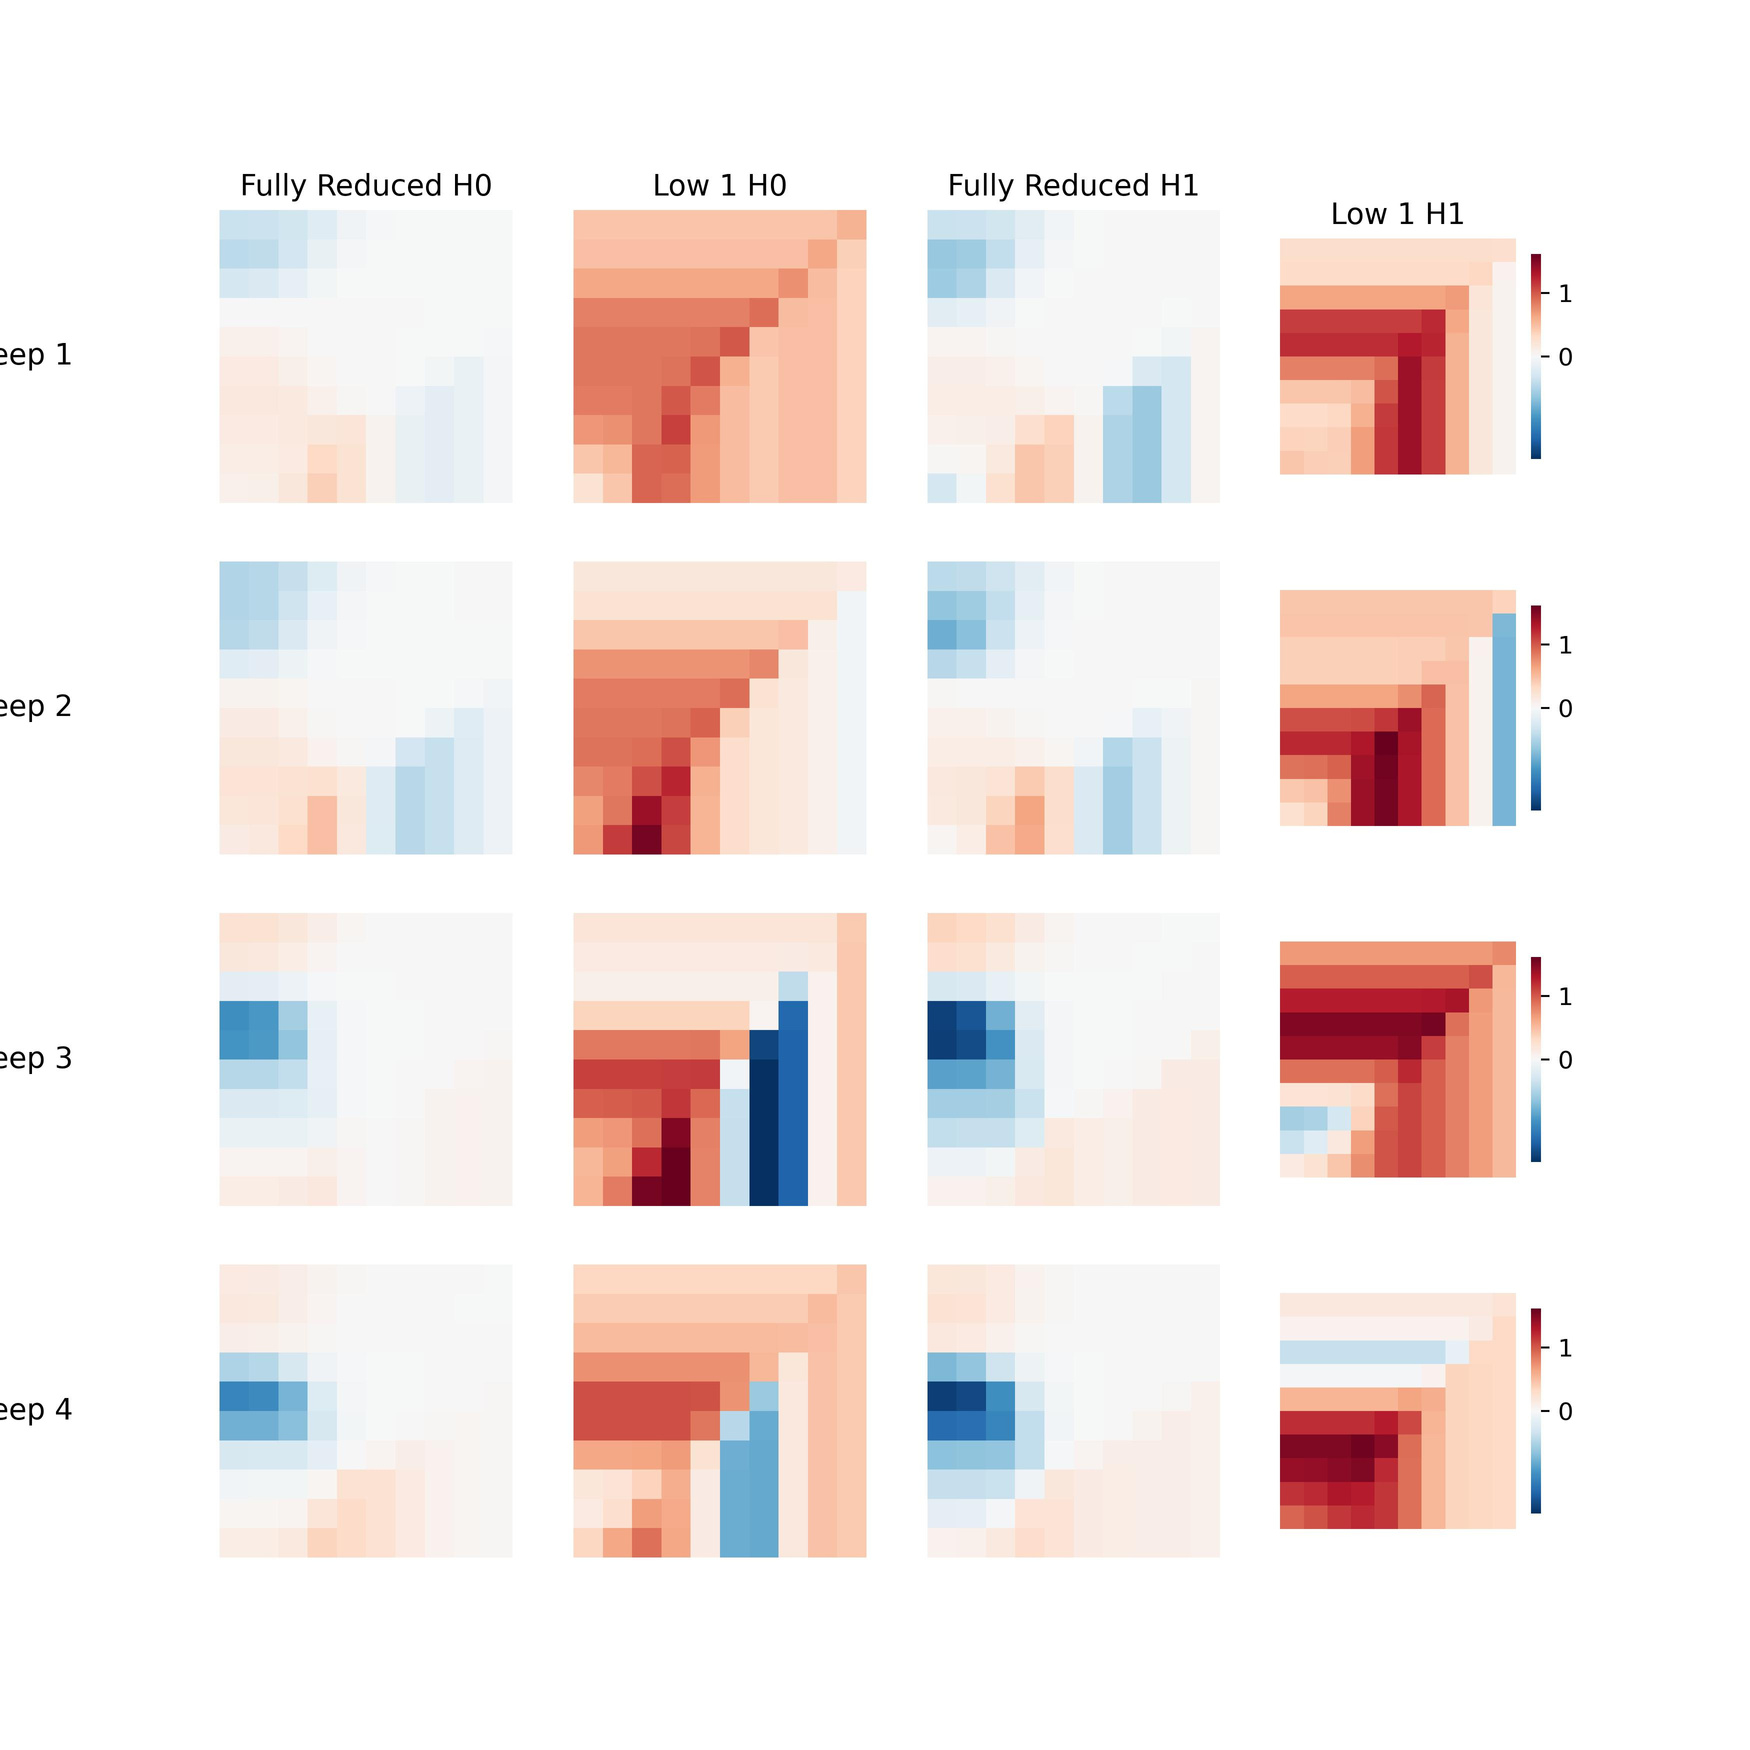 Fully Reduced H0 Low 1 H0 Fully Reduced H1 Low 1 H1
eep 1 1 0
eep 2 1 0
eep 3 1 0
eep 4 1 0